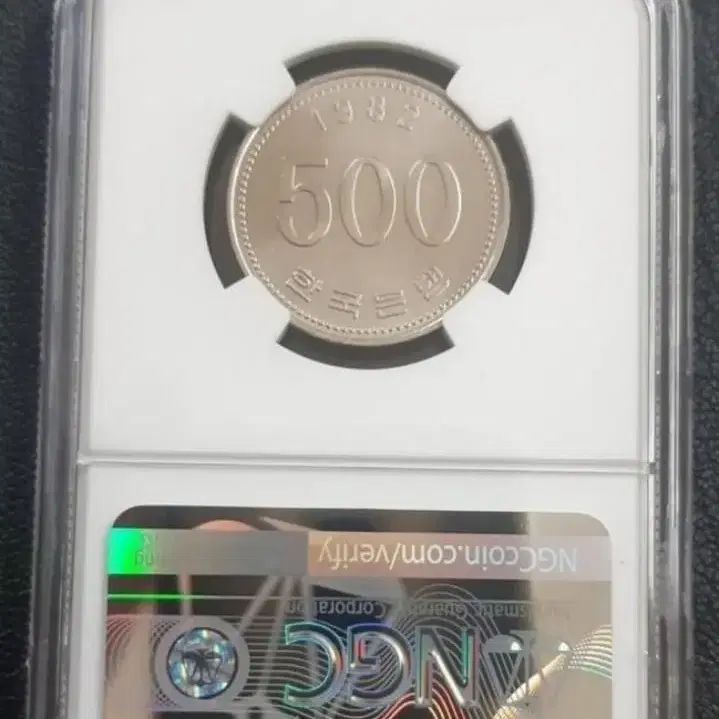 1982
500
한국은행
NGCcoin.com/verify
Numismatic Guaranty Corporation
NGC